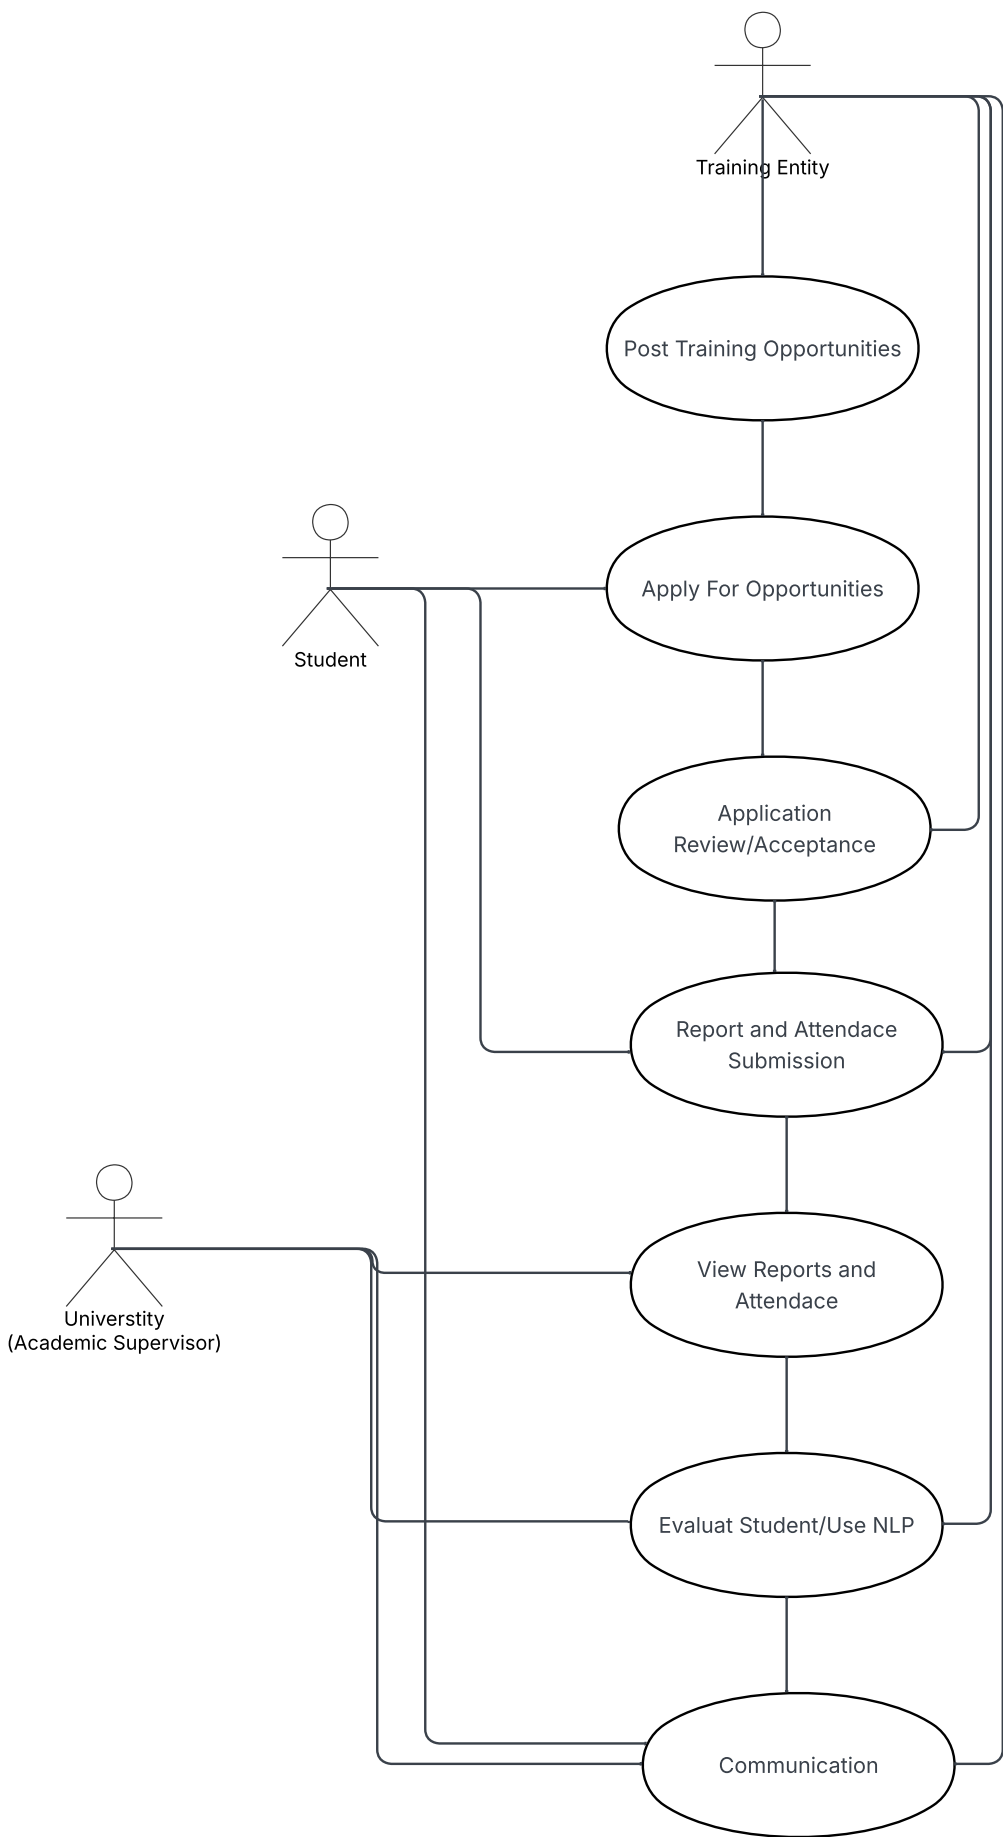 Training Entity
Post Training Opportunities
Student
Apply For Opportunities
Application
Review/Acceptance
Report and Attendace
Submission
Universtity
(Academic Supervisor)
View Reports and
Attendace
Evaluat Student/Use NLP
Communication